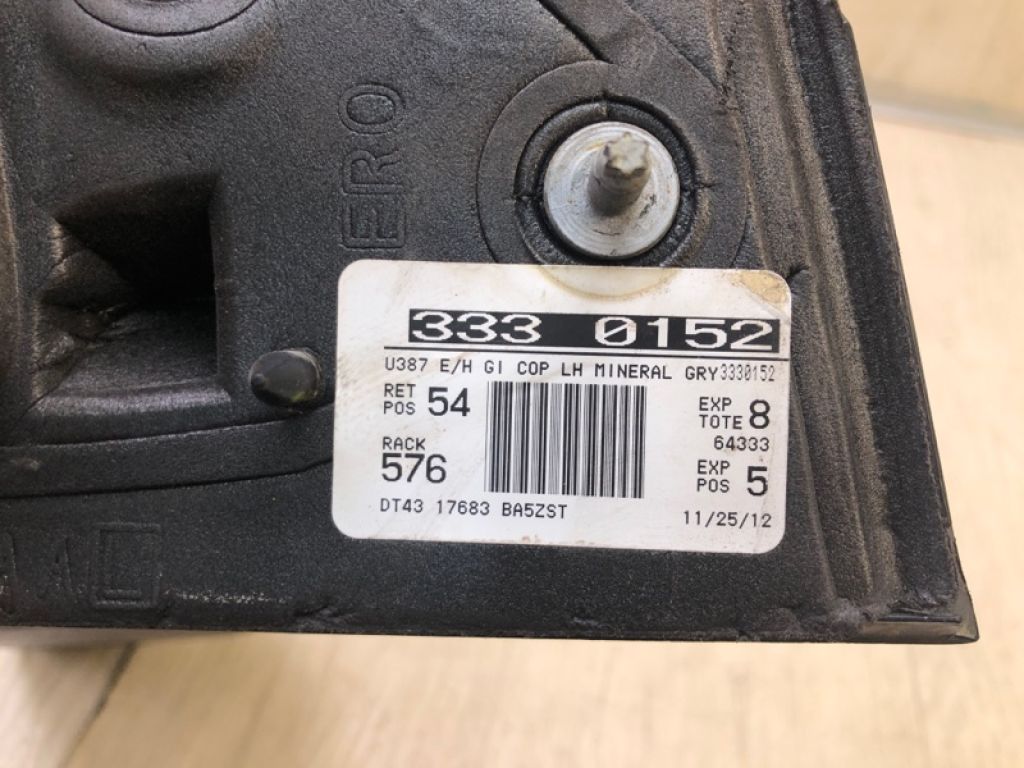 ERO
333 0152
U387 E/H GI COP LH MINERAL GRY3330152
RET POS 54
EXP TOTE 8
64333
RACK 576
EXP POS 5
DT43 17683 BA5ZST
11/25/12
A L